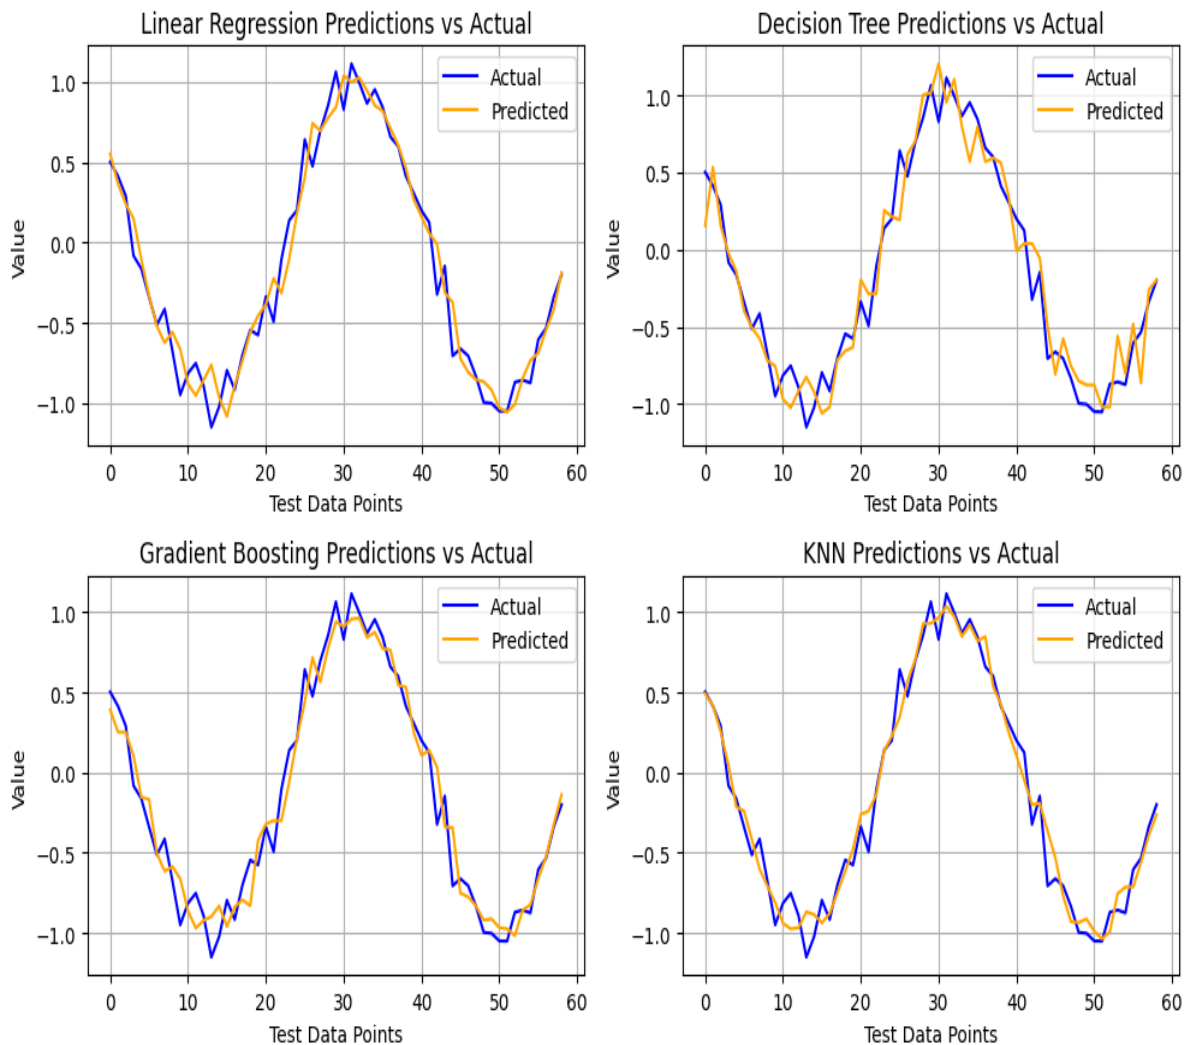 Linear Regression Predictions vs Actual
Actual
Predicted
Value
1.0
0.5
0.0
−0.5
−1.0
0 10 20 30 40 50 60
Test Data Points
Decision Tree Predictions vs Actual
Actual
Predicted
Value
1.0
0.5
0.0
−0.5
−1.0
0 10 20 30 40 50 60
Test Data Points
Gradient Boosting Predictions vs Actual
Actual
Predicted
Value
1.0
0.5
0.0
−0.5
−1.0
0 10 20 30 40 50 60
Test Data Points
KNN Predictions vs Actual
Actual
Predicted
Value
1.0
0.5
0.0
−0.5
−1.0
0 10 20 30 40 50 60
Test Data Points